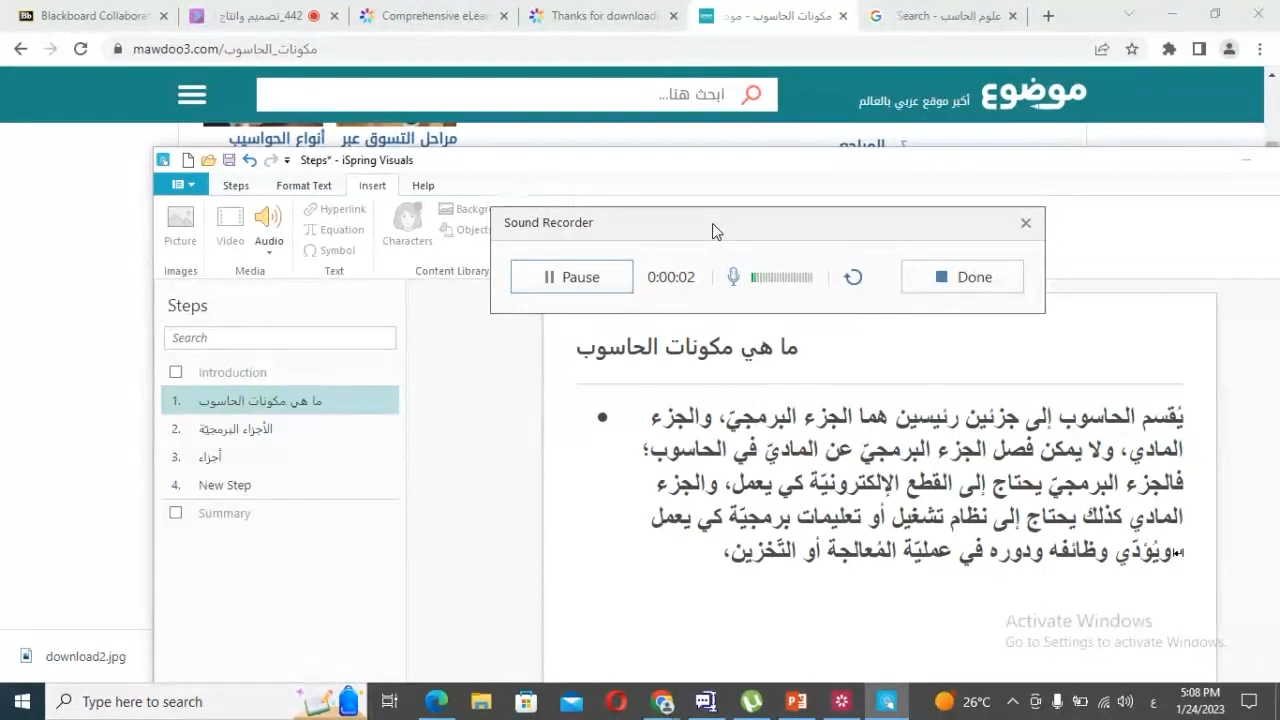 Blackboard Collaborat
442_تصميم وانتاج
Comprehensive eLear
Thanks for downloadi
مكونات الحاسوب - موض
علوم الحاسب - Search
mawdoo3.com/مكونات_الحاسوب
ابحث هنا...
أكبر موقع عربي بالعالم
موضوع
أنواع الحواسيب
مراحل التسوق عبر
المراجع
Steps* - iSpring Visuals
Steps
Format Text
Insert
Help
Picture
Video
Audio
Hyperlink
Equation
Symbol
Characters
Backgr
Object
Images
Media
Text
Content Library
Sound Recorder
Pause
0:00:02
Done
Steps
Search
Introduction
1. ما هي مكونات الحاسوب
2. الأجزاء البرمجيّة
3. أجزاء
4. New Step
Summary
ما هي مكونات الحاسوب
يُقسم الحاسوب إلى جزئين رئيسين هما الجزء البرمجيّ، والجزء
المادي، ولا يمكن فصل الجزء البرمجيّ عن الماديّ في الحاسوب؛
فالجزء البرمجيّ يحتاج إلى القطع الإلكترونيّة كي يعمل، والجزء
المادي كذلك يحتاج إلى نظام تشغيل أو تعليمات برمجيّة كي يعمل
ويُؤدّي وظائفه ودوره في عمليّة المُعالجة أو التّخزين،
Activate Windows
Go to Settings to activate Windows.
download2.jpg
Type here to search
26°C
ع
5:08 PM
1/24/2023